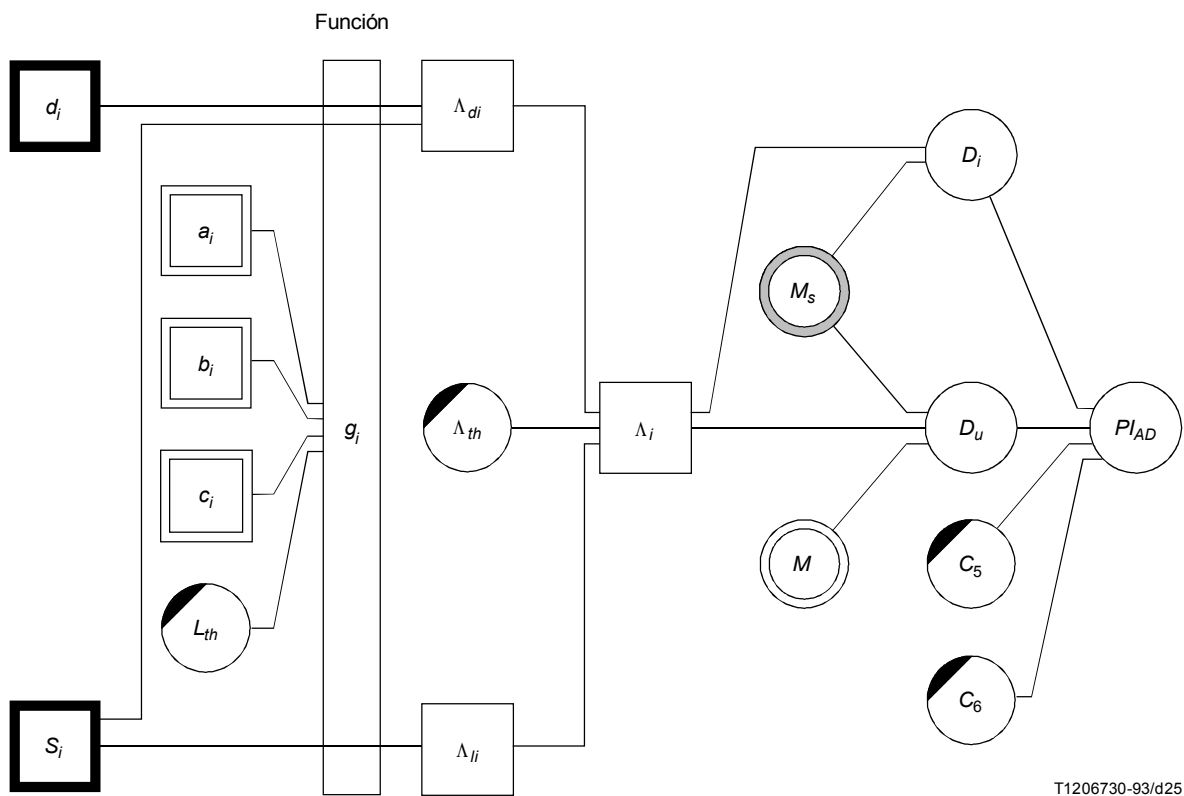 Función
d_i
Λ_di
D_i
a_i
M_s
b_i
Λ_th
Λ_i
g_i
D_u
PI_AD
c_i
M
C_5
L_th
C_6
S_i
Λ_li
T1206730-93/d25